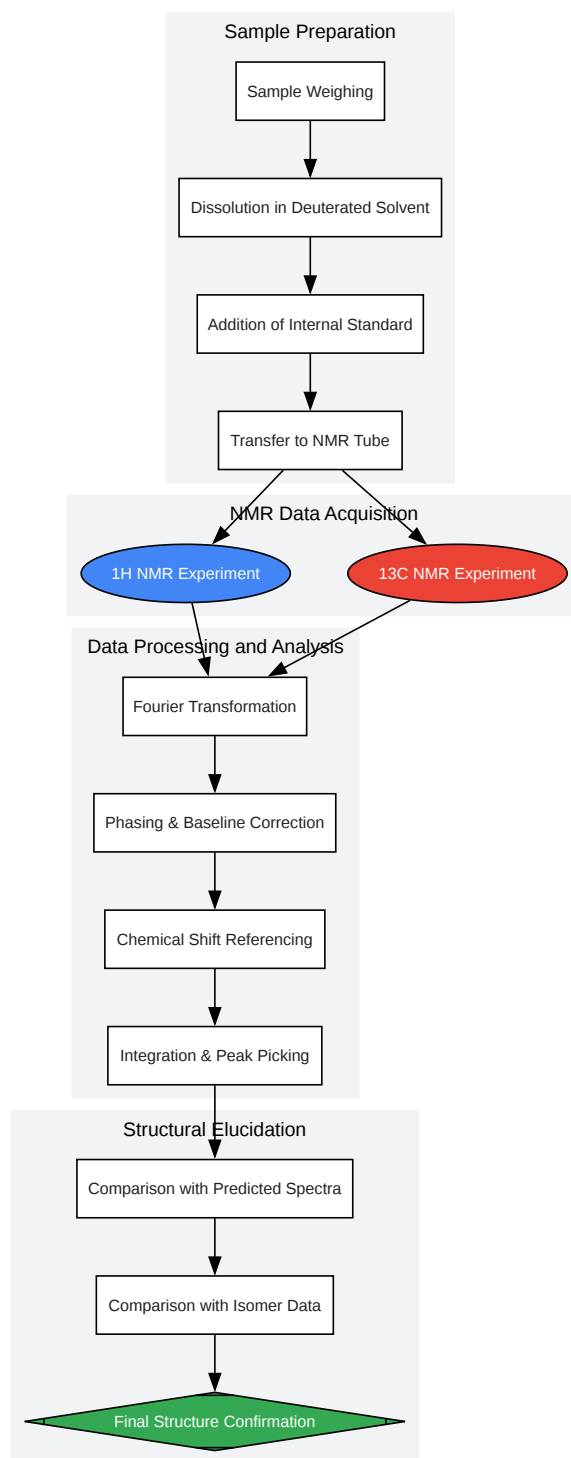 Sample Preparation
Sample Weighing
Dissolution in Deuterated Solvent
Addition of Internal Standard
Transfer to NMR Tube
NMR Data Acquisition
1H NMR Experiment
13C NMR Experiment
Data Processing and Analysis
Fourier Transformation
Phasing & Baseline Correction
Chemical Shift Referencing
Integration & Peak Picking
Structural Elucidation
Comparison with Predicted Spectra
Comparison with Isomer Data
Final Structure Confirmation